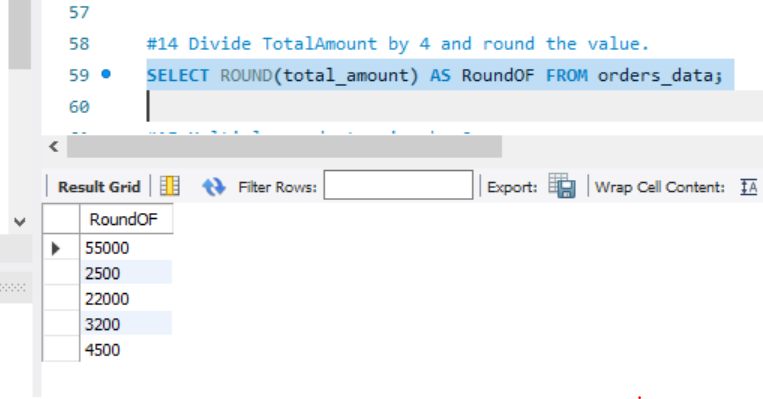 57
58 #14 Divide TotalAmount by 4 and round the value.
59 SELECT ROUND(total_amount) AS RoundOF FROM orders_data;
60
Result Grid Filter Rows: Export: Wrap Cell Content: IA
RoundOF
55000
2500
22000
3200
4500